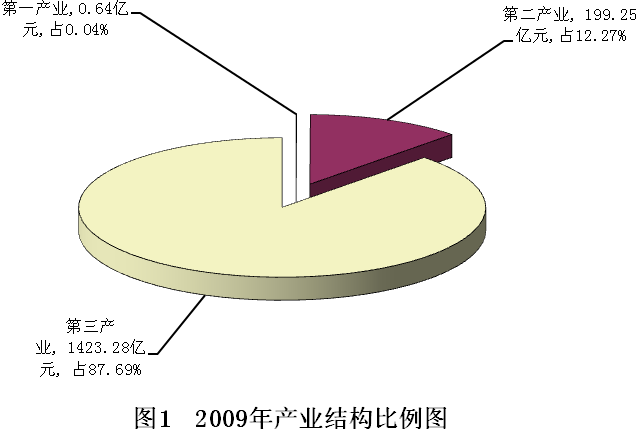 第一产业,0.64亿
元,占0.04%
第二产业, 199.25
亿元,占12.27%
第三产
业, 1423.28亿
元, 占87.69%
图1 2009年产业结构比例图